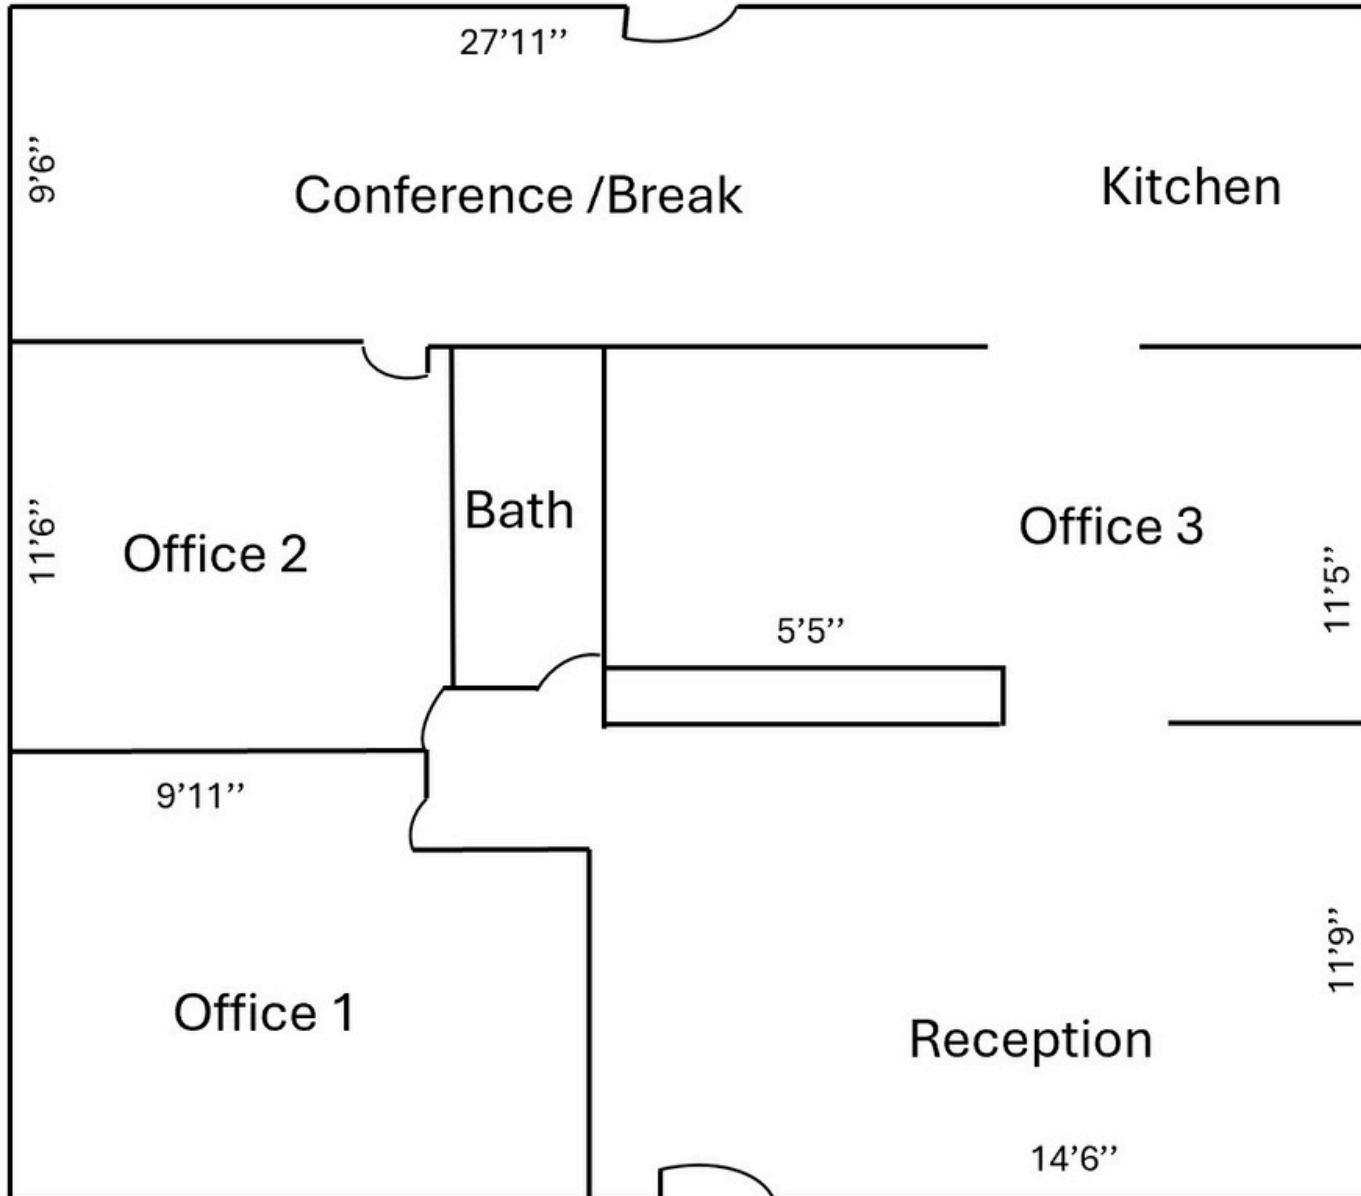 27’11’’
9’6’’
Conference /Break
Kitchen
Bath
Office 3
11’6’’
Office 2
11’5’’
5’5’’
9’11’’
11’9’’
Office 1
Reception
14’6’’